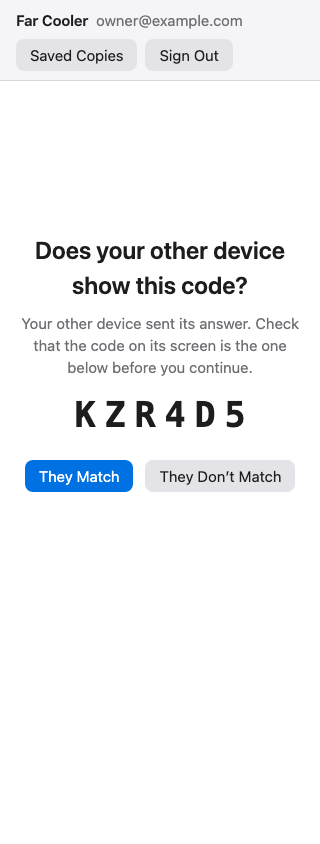 Far Cooler owner@example.com
Saved Copies Sign Out
Does your other device
show this code?
Your other device sent its answer. Check
that the code on its screen is the one
below before you continue.
KZR4D5
They Match They Don’t Match